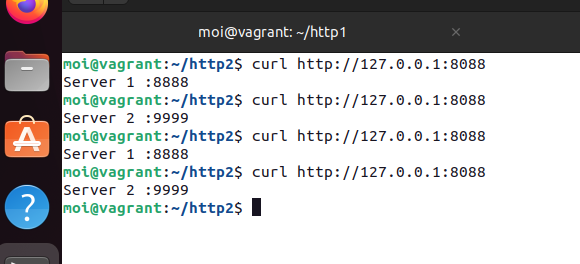 moi@vagrant: ~/http1
moi@vagrant:~/http2$ curl http://127.0.0.1:8088
Server 1 :8888
moi@vagrant:~/http2$ curl http://127.0.0.1:8088
Server 2 :9999
moi@vagrant:~/http2$ curl http://127.0.0.1:8088
Server 1 :8888
moi@vagrant:~/http2$ curl http://127.0.0.1:8088
Server 2 :9999
moi@vagrant:~/http2$